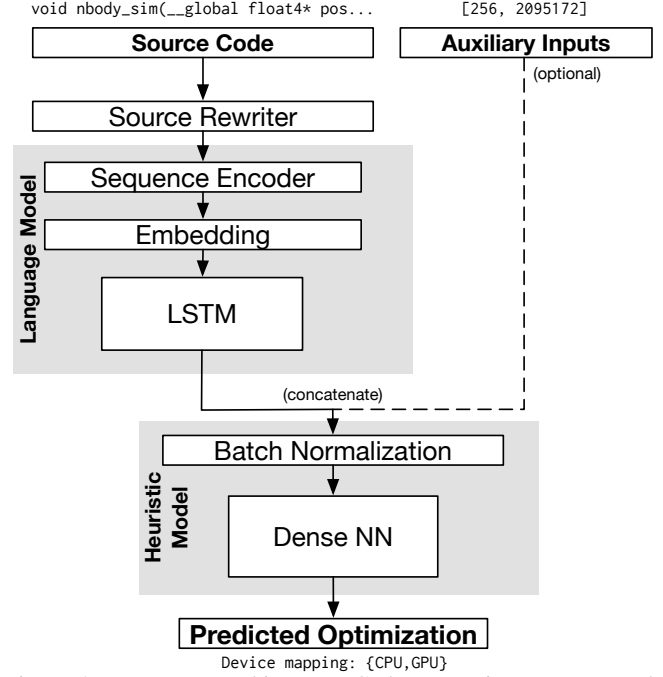 void nbody_sim(__global float4* pos...
[256, 2095172]
Source Code
Auxiliary Inputs
(optional)
Source Rewriter
Language Model
Sequence Encoder
Embedding
LSTM
(concatenate)
Heuristic
Model
Batch Normalization
Dense NN
Predicted Optimization
Device mapping: {CPU,GPU}